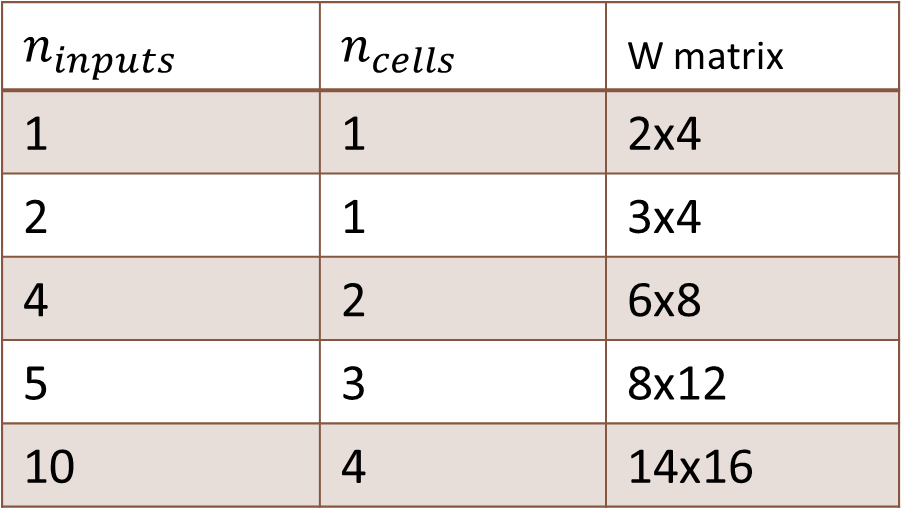 n_inputs n_cells W matrix
1 1 2x4
2 1 3x4
4 2 6x8
5 3 8x12
10 4 14x16